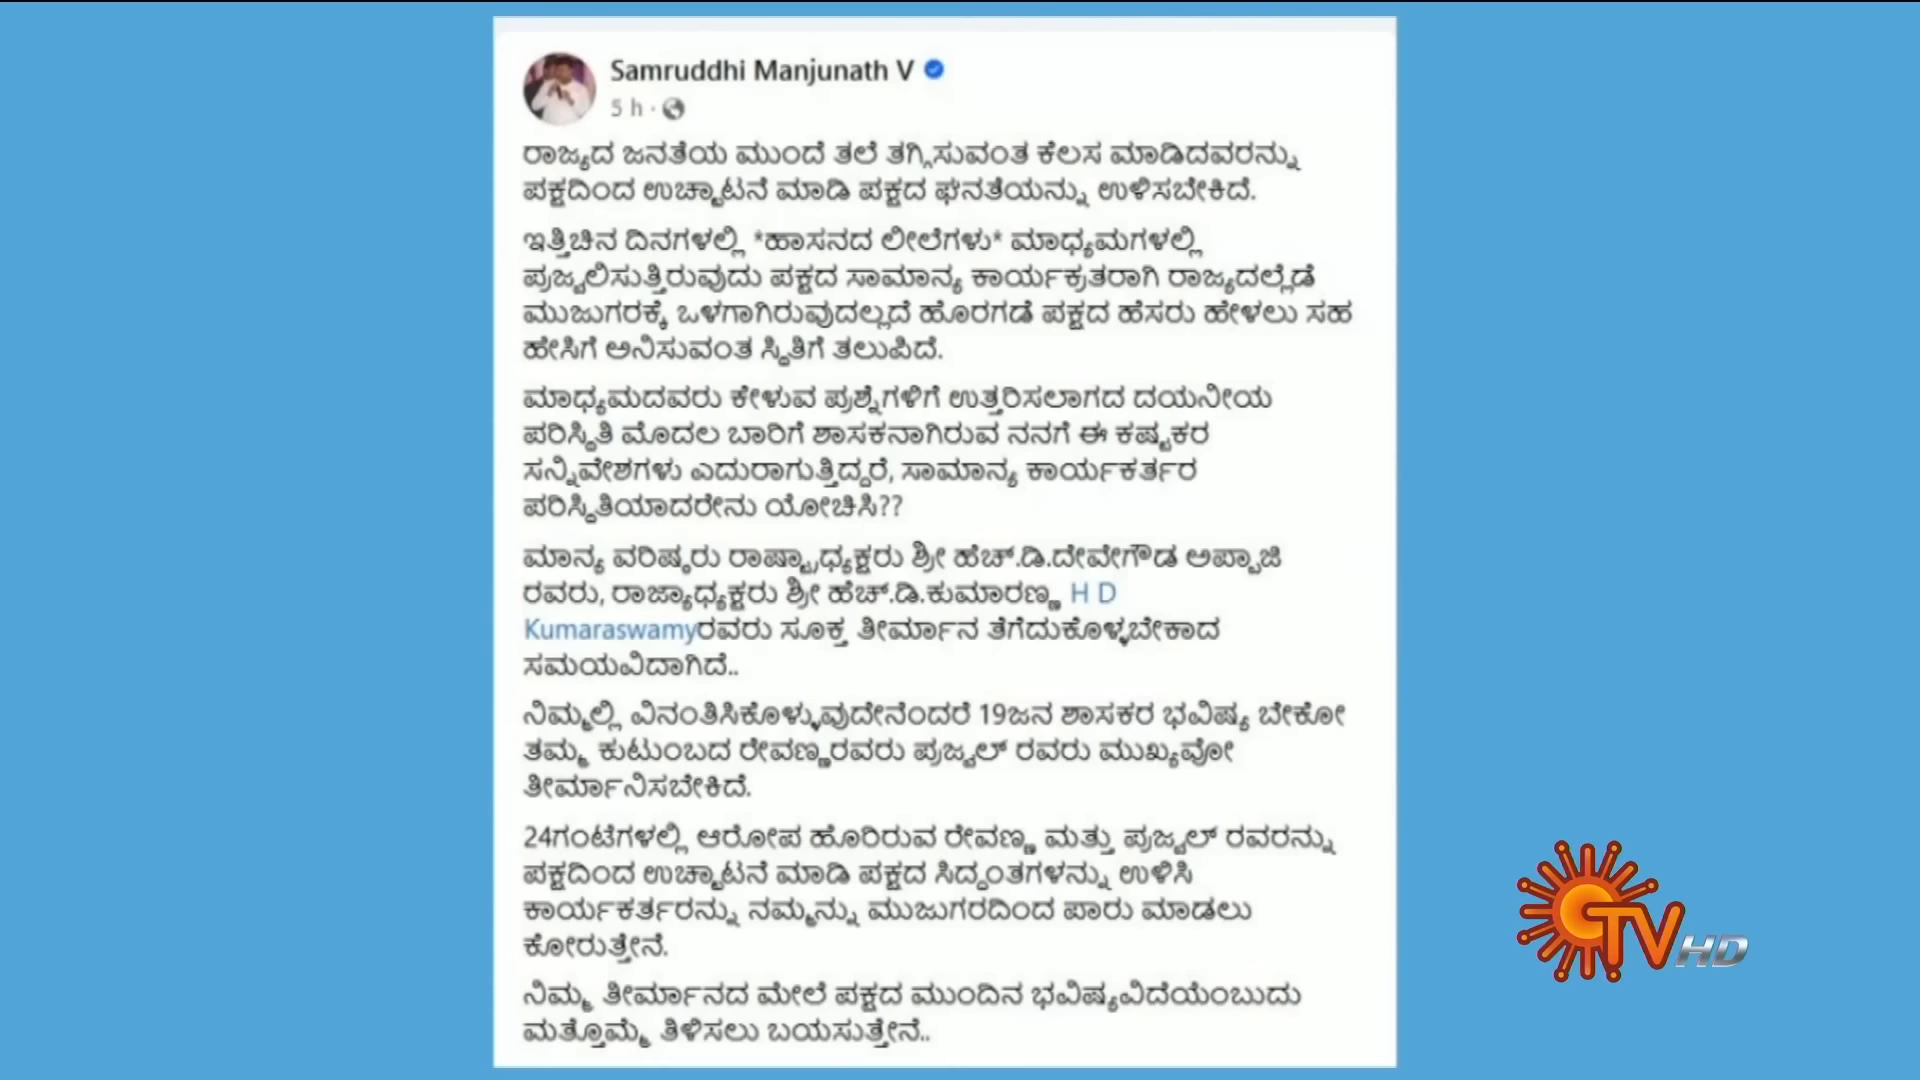 Samruddhi Manjunath V
5 h ·
ರಾಜ್ಯದ ಜನತೆಯ ಮುಂದೆ ತಲೆ ತಗ್ಗಿಸುವಂತ ಕೆಲಸ ಮಾಡಿದವರನ್ನು
ಪಕ್ಷದಿಂದ ಉಚ್ಚಾಟನೆ ಮಾಡಿ ಪಕ್ಷದ ಘನತೆಯನ್ನು ಉಳಿಸಬೇಕಿದೆ.
ಇತ್ತಿಚಿನ ದಿನಗಳಲ್ಲಿ *ಹಾಸನದ ಲೀಲೆಗಳು* ಮಾಧ್ಯಮಗಳಲ್ಲಿ
ಪ್ರಜ್ವಲಿಸುತ್ತಿರುವುದು ಪಕ್ಷದ ಸಾಮಾನ್ಯ ಕಾರ್ಯಕ್ರತರಾಗಿ ರಾಜ್ಯದಲ್ಲೆಡೆ
ಮುಜುಗರಕ್ಕೆ ಒಳಗಾಗಿರುವುದಲ್ಲದೆ ಹೊರಗಡೆ ಪಕ್ಷದ ಹೆಸರು ಹೇಳಲು ಸಹ
ಹೇಸಿಗೆ ಅನಿಸುವಂತ ಸ್ಥಿತಿಗೆ ತಲುಪಿದೆ.
ಮಾಧ್ಯಮದವರು ಕೇಳುವ ಪ್ರಶ್ನೆಗಳಿಗೆ ಉತ್ತರಿಸಲಾಗದ ದಯನೀಯ
ಪರಿಸ್ಥಿತಿ ಮೊದಲ ಬಾರಿಗೆ ಶಾಸಕನಾಗಿರುವ ನನಗೆ ಈ ಕಷ್ಟಕರ
ಸನ್ನಿವೇಶಗಳು ಎದುರಾಗುತ್ತಿದ್ದರೆ, ಸಾಮಾನ್ಯ ಕಾರ್ಯಕರ್ತರ
ಪರಿಸ್ಥಿತಿಯಾದರೇನು ಯೋಚಿಸಿ??
ಮಾನ್ಯ ವರಿಷ್ಠರು ರಾಷ್ಟ್ರಾಧ್ಯಕ್ಷರು ಶ್ರೀ ಹೆಚ್.ಡಿ.ದೇವೇಗೌಡ ಅಪ್ಪಾಜಿ
ರವರು, ರಾಜ್ಯಾಧ್ಯಕ್ಷರು ಶ್ರೀ ಹೆಚ್.ಡಿ.ಕುಮಾರಣ್ಣ H D
Kumaraswamyರವರು ಸೂಕ್ತ ತೀರ್ಮಾನ ತೆಗೆದುಕೊಳ್ಳಬೇಕಾದ
ಸಮಯವಿದಾಗಿದೆ..
ನಿಮ್ಮಲ್ಲಿ ವಿನಂತಿಸಿಕೊಳ್ಳುವುದೇನೆಂದರೆ 19ಜನ ಶಾಸಕರ ಭವಿಷ್ಯ ಬೇಕೋ
ತಮ್ಮ ಕುಟುಂಬದ ರೇವಣ್ಣರವರು ಪ್ರಜ್ವಲ್ ರವರು ಮುಖ್ಯವೋ
ತೀರ್ಮಾನಿಸಬೇಕಿದೆ.
24ಗಂಟೆಗಳಲ್ಲಿ ಆರೋಪ ಹೊರಿರುವ ರೇವಣ್ಣ ಮತ್ತು ಪ್ರಜ್ವಲ್ ರವರನ್ನು
ಪಕ್ಷದಿಂದ ಉಚ್ಚಾಟನೆ ಮಾಡಿ ಪಕ್ಷದ ಸಿದ್ದಂತಗಳನ್ನು ಉಳಿಸಿ
ಕಾರ್ಯಕರ್ತರನ್ನು ನಮ್ಮನ್ನು ಮುಜುಗರದಿಂದ ಪಾರು ಮಾಡಲು
ಕೋರುತ್ತೇನೆ.
ನಿಮ್ಮ ತೀರ್ಮಾನದ ಮೇಲೆ ಪಕ್ಷದ ಮುಂದಿನ ಭವಿಷ್ಯವಿದೆಯೆಂಬುದು
ಮತ್ತೊಮ್ಮೆ ತಿಳಿಸಲು ಬಯಸುತ್ತೇನೆ..
TV HD